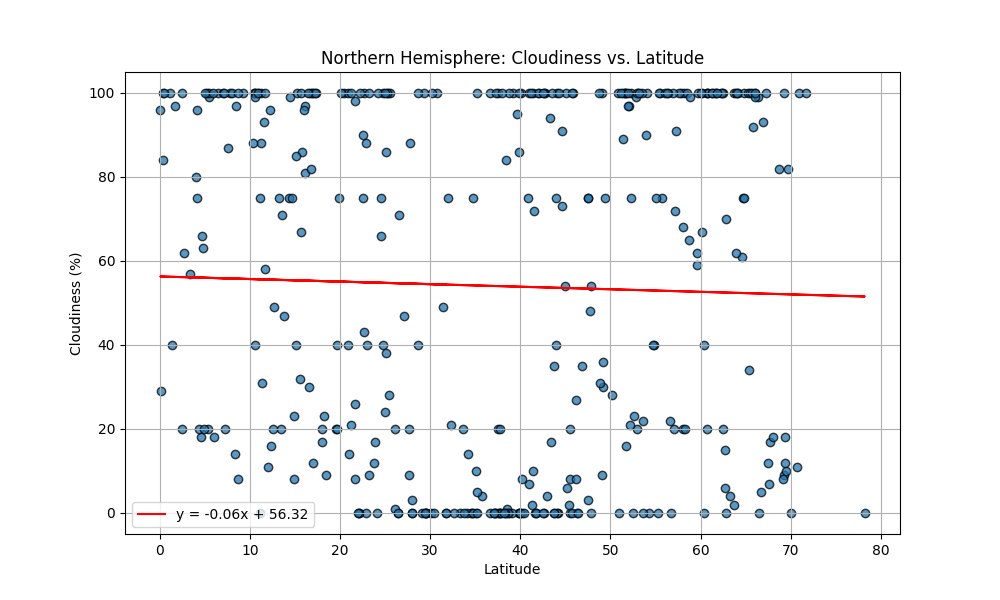 Northern Hemisphere: Cloudiness vs. Latitude
Cloudiness (%)
100
80
60
40
20
0
y = -0.06x + 56.32
0 10 20 30 40 50 60 70 80
Latitude